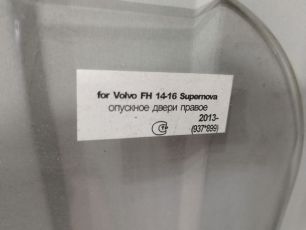 for Volvo FH 14-16 Supernova
опускное двери правое
2013-
(937*899)